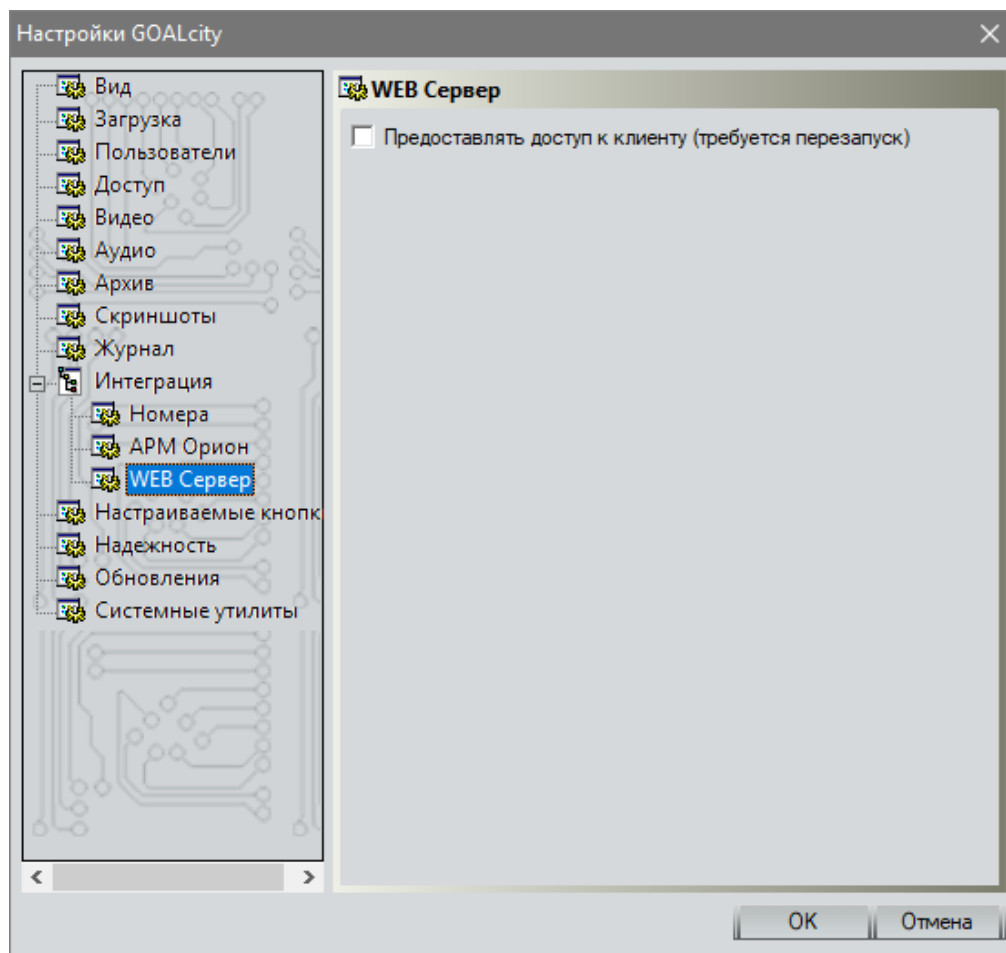 Настройки GOALcity
Вид
Загрузка
Пользователи
Доступ
Видео
Аудио
Архив
Скриншоты
Журнал
Интеграция
Номера
АРМ Орион
WEB Сервер
Настраиваемые кнопк
Надежность
Обновления
Системные утилиты
WEB Сервер
Предоставлять доступ к клиенту (требуется перезапуск)
OK
Отмена